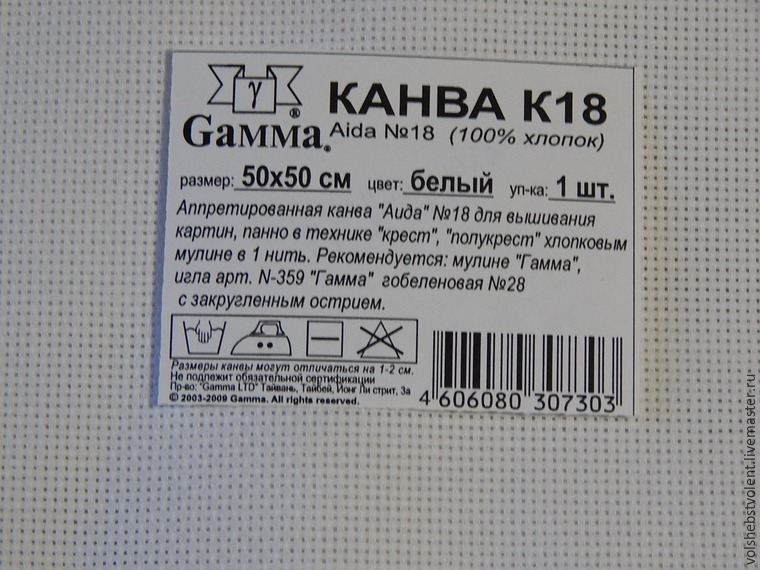 γ
®
Gамма®
КАНВА К18
Aida №18 (100% хлопок)
размер: 50х50 см цвет: белый уп-ка: 1 шт.
Аппретированная канва "Аида" №18 для вышивания
картин, панно в технике "крест", "полукрест" хлопковым
мулине в 1 нить. Рекомендуется: мулине "Гамма",
игла арт. N-359 "Гамма" гобеленовая №28
с закругленным острием.
Размеры канвы могут отличаться на 1-2 см.
Не подлежит обязательной сертификации
Пр-во: "Gamma LTD" Тайвань, Тайбей, Йонг Ли стрит, 3а
© 2003-2009 Gamma. All rights reserved.
4 606080 307303
volshebstvolent.livemaster.ru